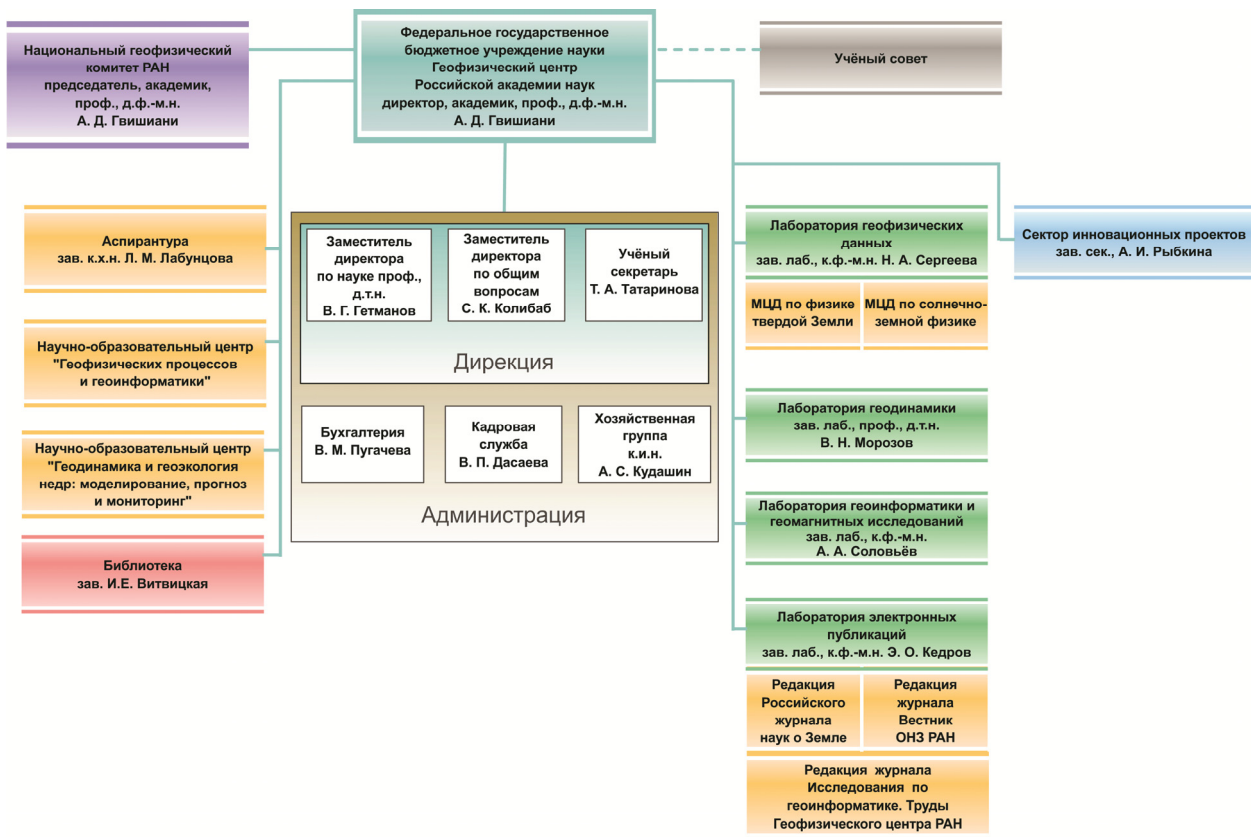 Национальный геофизический
комитет РАН
председатель, академик,
проф., д.ф.-м.н.
А. Д. Гвишиани
Федеральное государственное
бюджетное учреждение науки
Геофизический центр
Российской академии наук
директор, академик, проф., д.ф.-м.н.
А. Д. Гвишиани
Учёный совет
Аспирантура
зав. к.х.н. Л. М. Лабунцова
Научно-образовательный центр
"Геофизических процессов
и геоинформатики"
Научно-образовательный центр
"Геодинамика и геоэкология
недр: моделирование, прогноз
и мониторинг"
Библиотека
зав. И.Е. Витвицкая
Заместитель
директора
по науке проф.,
д.т.н.
В. Г. Гетманов
Заместитель
директора
по общим
вопросам
С. К. Колибаб
Учёный
секретарь
Т. А. Татаринова
Дирекция
Бухгалтерия
В. М. Пугачева
Кадровая
служба
В. П. Дасаева
Хозяйственная
группа
к.и.н.
А. С. Кудашин
Администрация
Лаборатория геофизических
данных
зав. лаб., к.ф.-м.н. Н. А. Сергеева
МЦД по физике
твердой Земли
МЦД по солнечно-
земной физике
Лаборатория геодинамики
зав. лаб., проф., д.т.н.
В. Н. Морозов
Лаборатория геоинформатики и
геомагнитных исследований
зав. лаб., к.ф.-м.н.
А. А. Соловьёв
Лаборатория электронных
публикаций
зав. лаб., к.ф.-м.н. Э. О. Кедров
Редакция
Российского
журнала
наук о Земле
Редакция
журнала
Вестник
ОНЗ РАН
Редакция журнала
Исследования по
геоинформатике. Труды
Геофизического центра РАН
Сектор инновационных проектов
зав. сек., А. И. Рыбкина